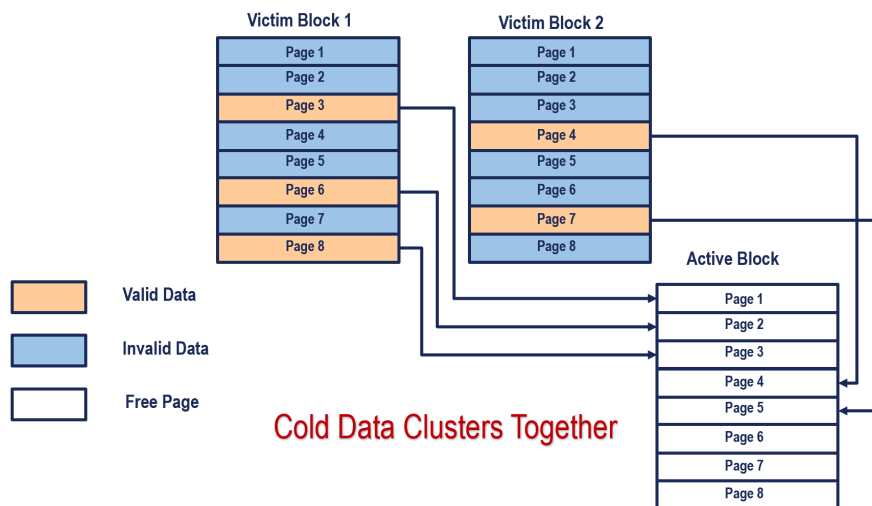 Victim Block 1
Page 1
Page 2
Page 3
Page 4
Page 5
Page 6
Page 7
Page 8
Victim Block 2
Page 1
Page 2
Page 3
Page 4
Page 5
Page 6
Page 7
Page 8
Active Block
Page 1
Page 2
Page 3
Page 4
Page 5
Page 6
Page 7
Page 8
Valid Data
Invalid Data
Free Page
Cold Data Clusters Together